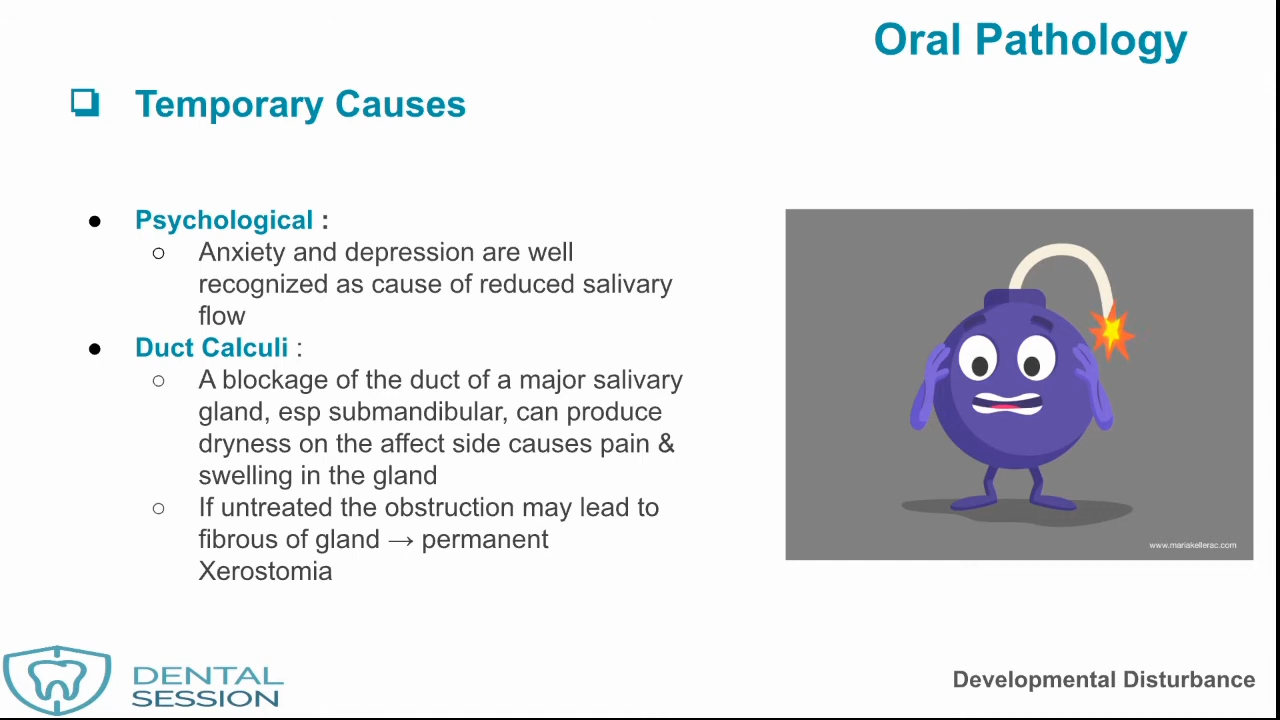 Oral Pathology
❏ Temporary Causes
● Psychological :
○ Anxiety and depression are well
recognized as cause of reduced salivary
flow
● Duct Calculi :
○ A blockage of the duct of a major salivary
gland, esp submandibular, can produce
dryness on the affect side causes pain &
swelling in the gland
○ If untreated the obstruction may lead to
fibrous of gland → permanent
Xerostomia
www.mariakellerac.com
DENTAL
SESSION
Developmental Disturbance